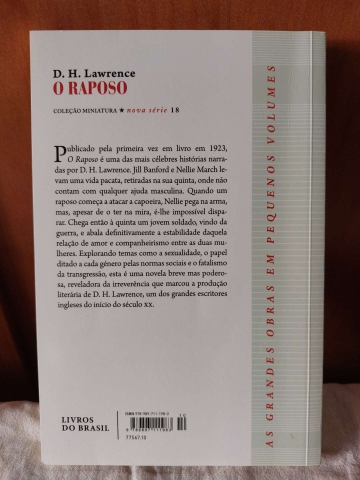 D. H. Lawrence
O RAPOSO
COLEÇÃO MINIATURA ★ nova série 18
Publicado pela primeira vez em livro em 1923,
O Raposo é uma das mais célebres histórias narra-
das por D. H. Lawrence. Jill Banford e Nellie March le-
vam uma vida pacata, retiradas na sua quinta, onde não
contam com qualquer ajuda masculina. Quando um
raposo começa a atacar a capoeira, Nellie pega na arma,
mas, apesar de o ter na mira, é-lhe impossível dispa-
rar. Chega então à quinta um jovem soldado, vindo da
guerra, e abala definitivamente a estabilidade daquela
relação de amor e companheirismo entre as duas mu-
lheres. Explorando temas como a sexualidade, o papel
ditado a cada género pelas normas sociais e o fatalismo
da transgressão, esta é uma novela breve mas podero-
sa, reveladora da irreverência que marcou a produção
literária de D. H. Lawrence, um dos grandes escritores
ingleses do início do século XX.
AS GRANDES OBRAS EM PEQUENOS VOLUMES
LIVROS
DO BRASIL
77567.10